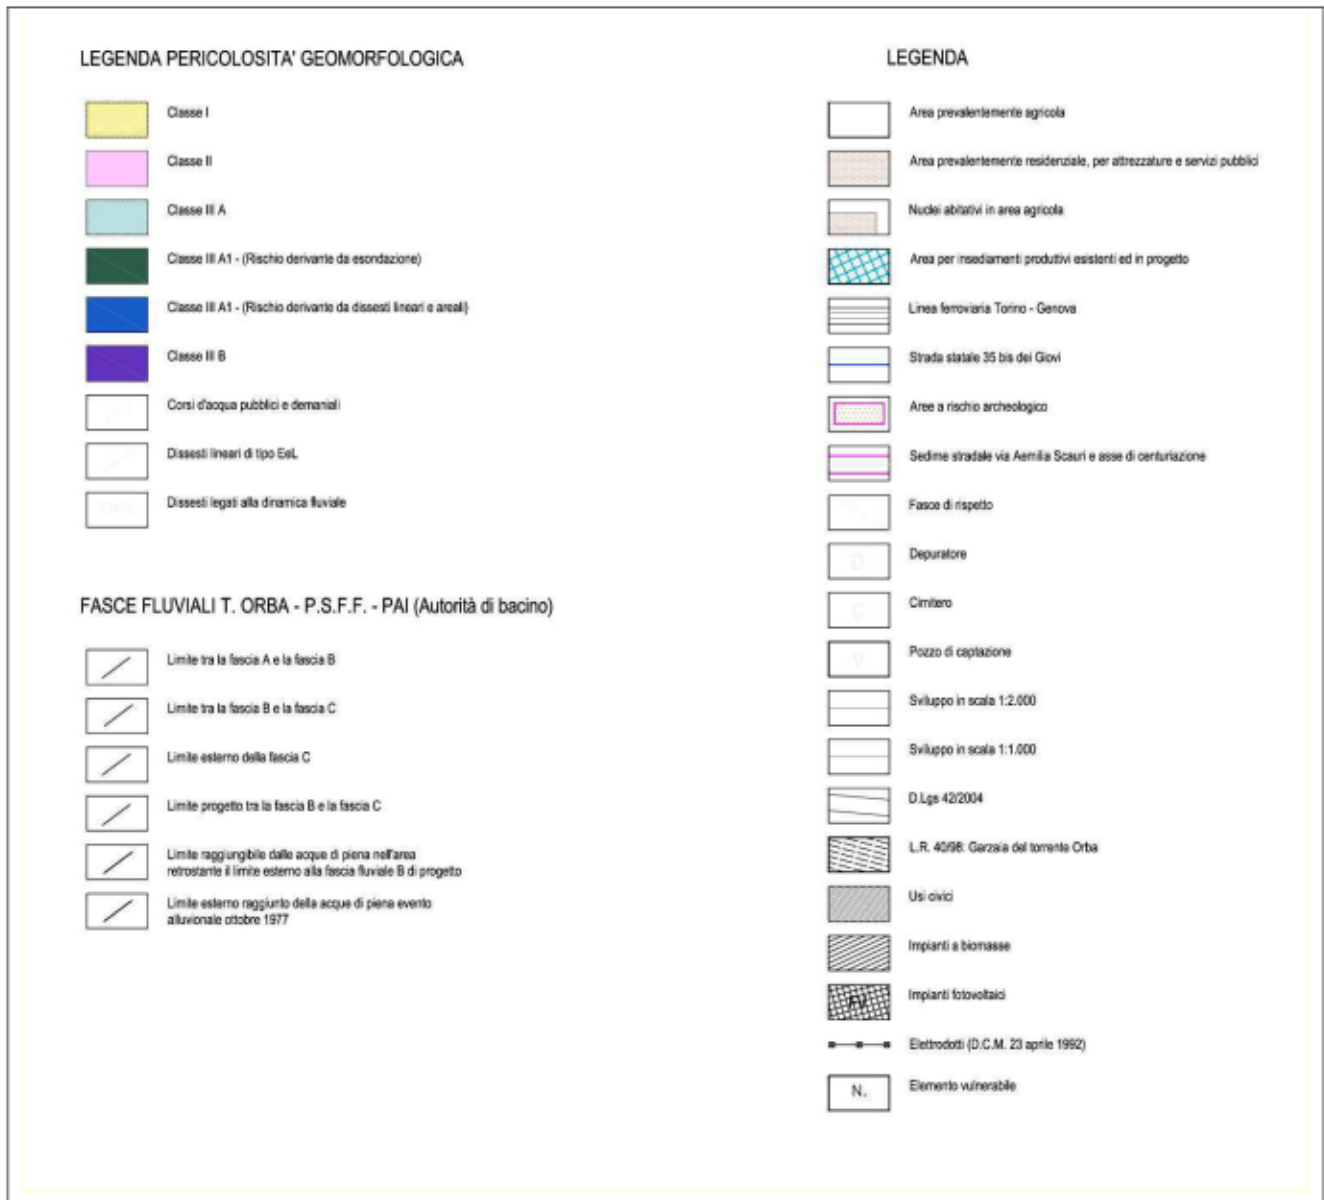 LEGENDA PERICOLOSITA' GEOMORFOLOGICA
Classe I
Classe II
Classe III A
Classe III A1 - (Rischio derivante da esondazione)
Classe III A1 - (Rischio derivante da dissesti lineari e areali)
Classe III B
Corsi d'acqua pubblici e demaniali
Dissesti lineari di tipo EeL
Dissesti legati alla dinamica fluviale
FASCE FLUVIALI T. ORBA - P.S.F.F. - PAI (Autorità di bacino)
Limite tra la fascia A e la fascia B
Limite tra la fascia B e la fascia C
Limite esterno della fascia C
Limite progetto tra la fascia B e la fascia C
Limite raggiungibile dalle acque di piena nell'area
retrostante il limite esterno alla fascia fluviale B di progetto
Limite esterno raggiunto della acque di piena evento
alluvionale ottobre 1977
LEGENDA
Area prevalentemente agricola
Area prevalentemente residenziale, per attrezzature e servizi pubblici
Nuclei abitativi in area agricola
Area per insediamenti produttivi esistenti ed in progetto
Linea ferroviaria Torino - Genova
Strada statale 35 bis dei Giovi
Aree a rischio archeologico
Sedime stradale via Aemilia Scauri e asse di centuriazione
Fasce di rispetto
D Depuratore
C Cimitero
V Pozzo di captazione
Sviluppo in scala 1:2.000
Sviluppo in scala 1:1.000
D.Lgs 42/2004
L.R. 40/98: Garzaia del torrente Orba
Usi civici
Impianti a biomasse
FV Impianti fotovoltaici
Elettrodotti (D.C.M. 23 aprile 1992)
N. Elemento vulnerabile